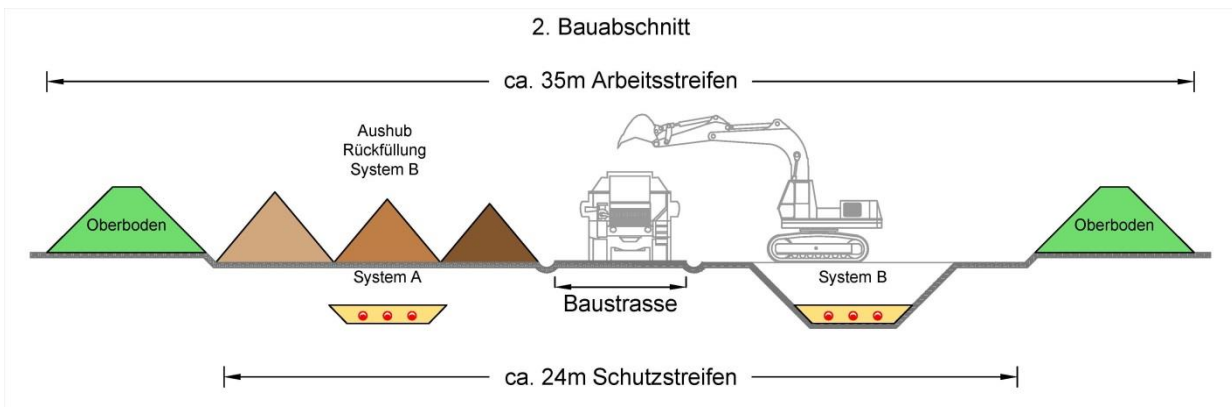 2. Bauabschnitt
ca. 35m Arbeitsstreifen
Aushub
Rückfüllung
System B
Oberboden
Oberboden
System A
System B
Baustrasse
ca. 24m Schutzstreifen